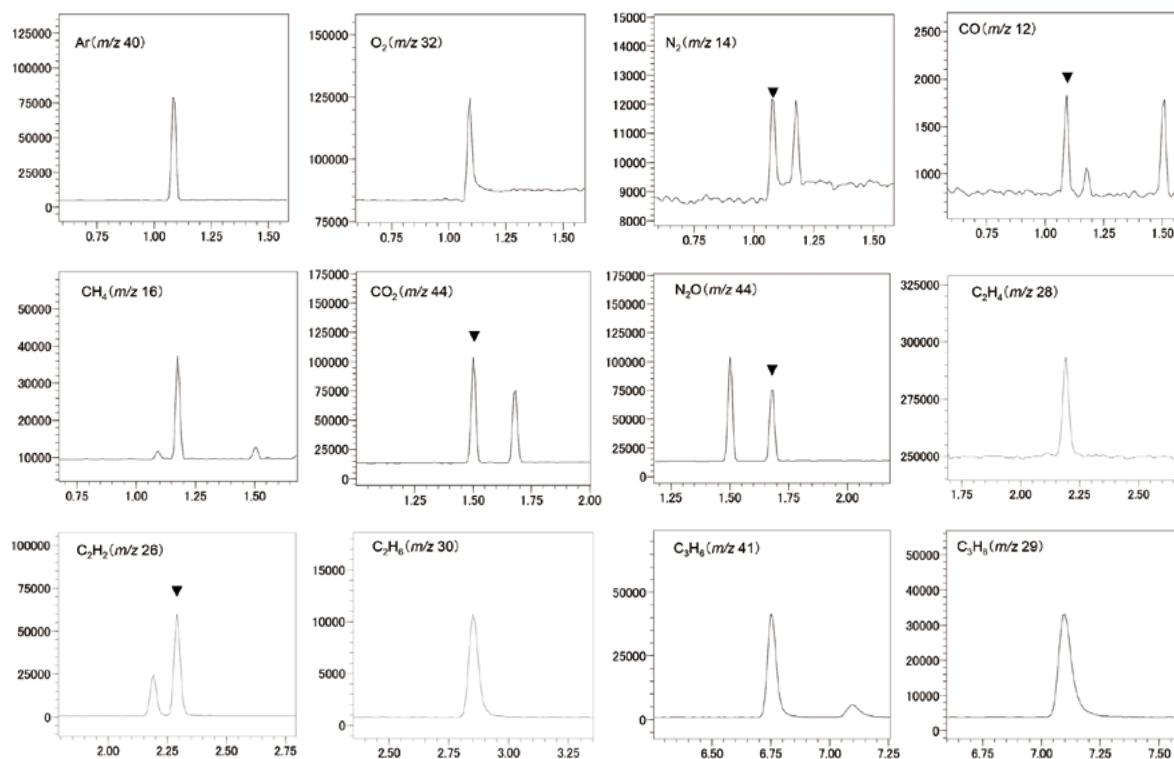 Ar(m/z 40)
125000
100000
75000
50000
25000
0
0.75 1.00 1.25 1.50
O₂(m/z 32)
150000
125000
100000
75000
0.75 1.00 1.25 1.50
N₂(m/z 14)
15000
14000
13000
12000
11000
10000
9000
8000
0.75 1.00 1.25 1.50
CO(m/z 12)
2500
2000
1500
1000
0.75 1.00 1.25 1.50
CH₄(m/z 16)
50000
40000
30000
20000
10000
0.75 1.00 1.25 1.50
CO₂(m/z 44)
175000
150000
125000
100000
75000
50000
25000
0
1.25 1.50 1.75 2.00
N₂O(m/z 44)
175000
150000
125000
100000
75000
50000
25000
0
1.25 1.50 1.75 2.00
C₂H₄(m/z 28)
325000
300000
275000
250000
1.75 2.00 2.25 2.50
C₂H₂(m/z 26)
100000
75000
50000
25000
0
2.00 2.25 2.50 2.75
C₂H₆(m/z 30)
15000
10000
5000
0
2.50 2.75 3.00 3.25
C₃H₆(m/z 41)
50000
25000
0
6.50 6.75 7.00 7.25
C₃H₈(m/z 29)
50000
40000
30000
20000
10000
0
6.75 7.00 7.25 7.50